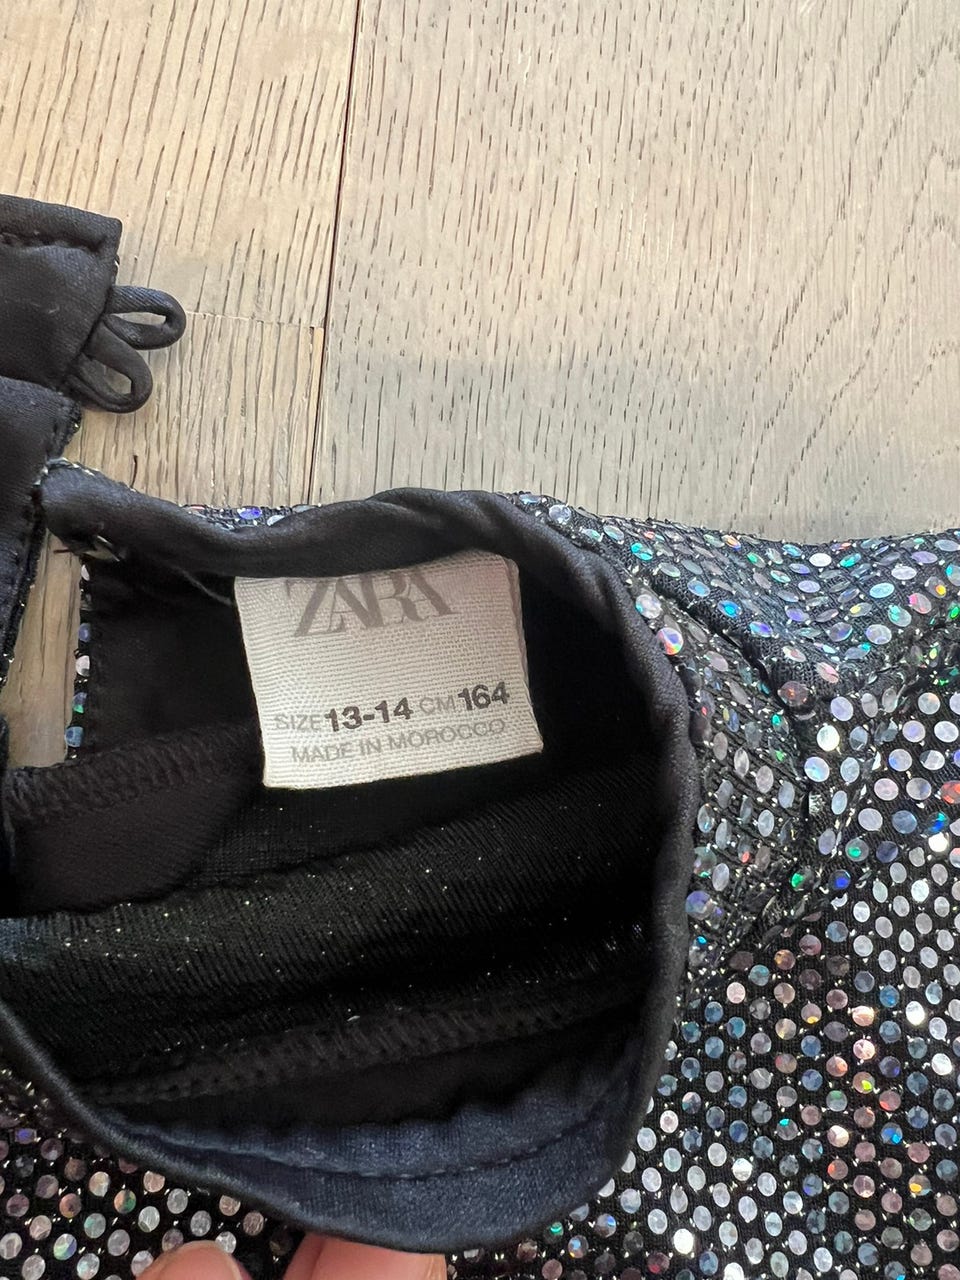 ZARA
SIZE 13-14 CM 164
MADE IN MOROCCO